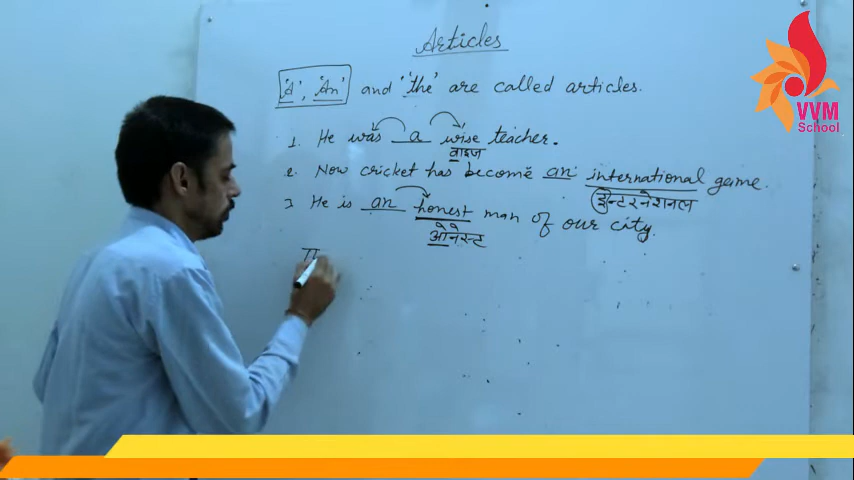 Articles
'A', 'An' and 'the' are called articles.
1. He was a wise teacher.
वाइज
2. Now cricket has become an international game.
इन्टरनेशनल
3 He is an honest man of our city.
ओनेस्ट
VVM
School